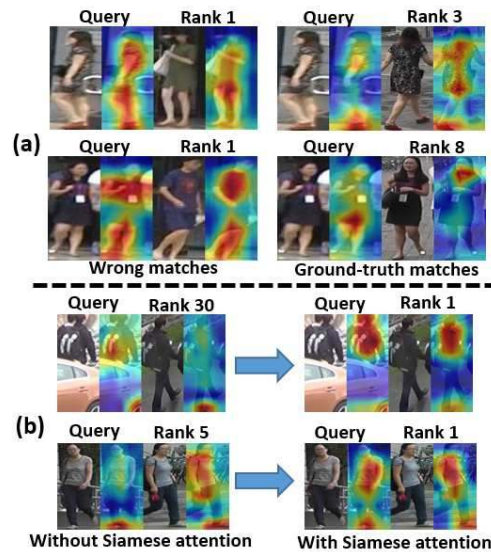 Query Rank 1 Query Rank 3
(a)
Query Rank 1 Query Rank 8
Wrong matches Ground-truth matches
Query Rank 30 Query Rank 1
(b)
Query Rank 5 Query Rank 1
Without Siamese attention With Siamese attention